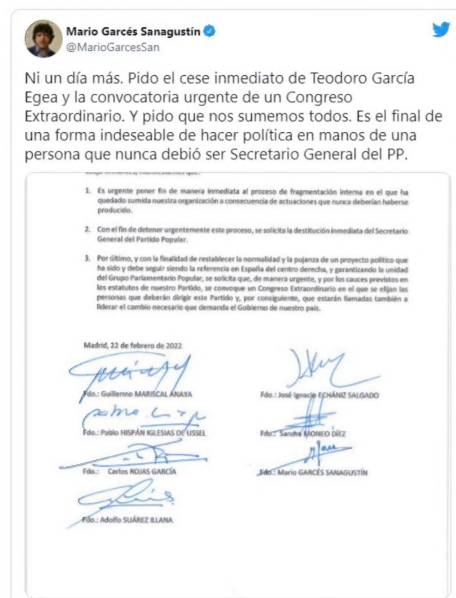 Mario Garcés Sanagustín
@MarioGarcesSan
Ni un día más. Pido el cese inmediato de Teodoro García
Egea y la convocatoria urgente de un Congreso
Extraordinario. Y pido que nos sumemos todos. Es el final de
una forma indeseable de hacer política en manos de una
persona que nunca debió ser Secretario General del PP.
1. Es urgente poner fin de manera inmediata al proceso de fragmentación interna en el que ha
quedado sumida nuestra organización a consecuencia de actuaciones que nunca deberían haberse
producido.
2. Con el fin de detener urgentemente este proceso, se solicita la destitución inmediata del Secretario
General del Partido Popular.
3. Por último, y con la finalidad de restablecer la normalidad y la pujanza de un proyecto político que
ha sido y debe seguir siendo la referencia en España del centro derecha, y garantizando la unidad
del Grupo Parlamentario Popular, se solicita que, de manera urgente, y por los cauces previstos en
los estatutos de nuestro Partido, se convoque un Congreso Extraordinario en el que se elijan las
personas que deberán dirigir este Partido y, por consiguiente, que estarán llamadas también a
liderar el cambio necesario que demanda el Gobierno de nuestro país.
Madrid, 22 de febrero de 2022
Fdo.: Guillermo MARISCAL ANAYA
Fdo.: José Ignacio ECHÁNIZ SALGADO
Fdo.: Pablo HISPÁN IGLESIAS DE USSEL
Fdo.: Sandra MONEO DÍEZ
Fdo.: Carlos ROJAS GARCÍA
Fdo.: Mario GARCÉS SANAGUSTÍN
Fdo.: Adolfo SUÁREZ ILLANA